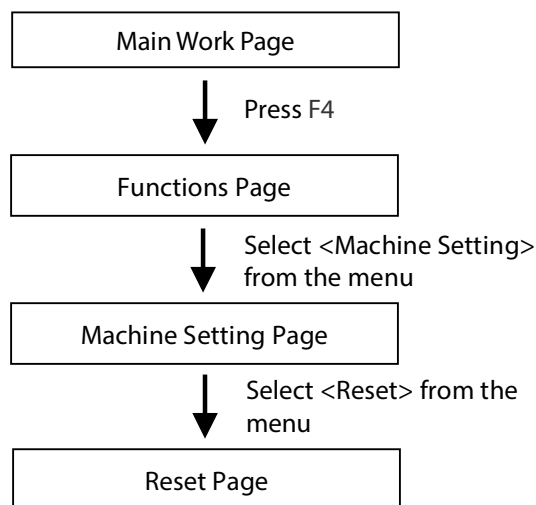 Main Work Page
Press F4
Functions Page
Select <Machine Setting>
from the menu
Machine Setting Page
Select <Reset> from the
menu
Reset Page